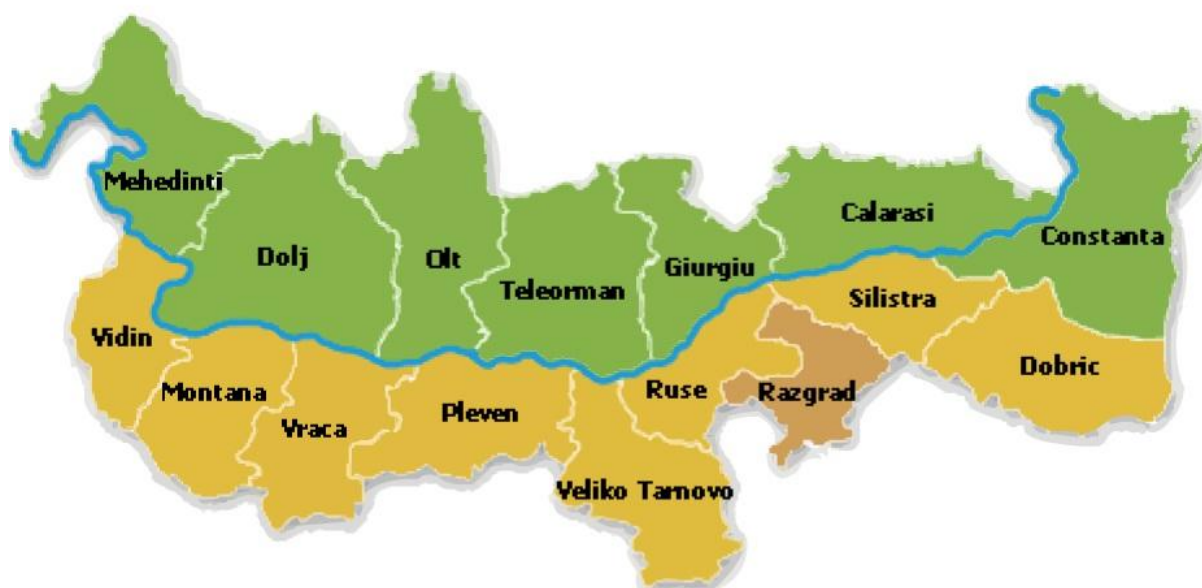 Mehedinti
Dolj
Olt
Teleorman
Giurgiu
Calarasi
Constanta
Vidin
Montana
Vraca
Pleven
Veliko Tarnovo
Ruse
Razgrad
Silistra
Dobric